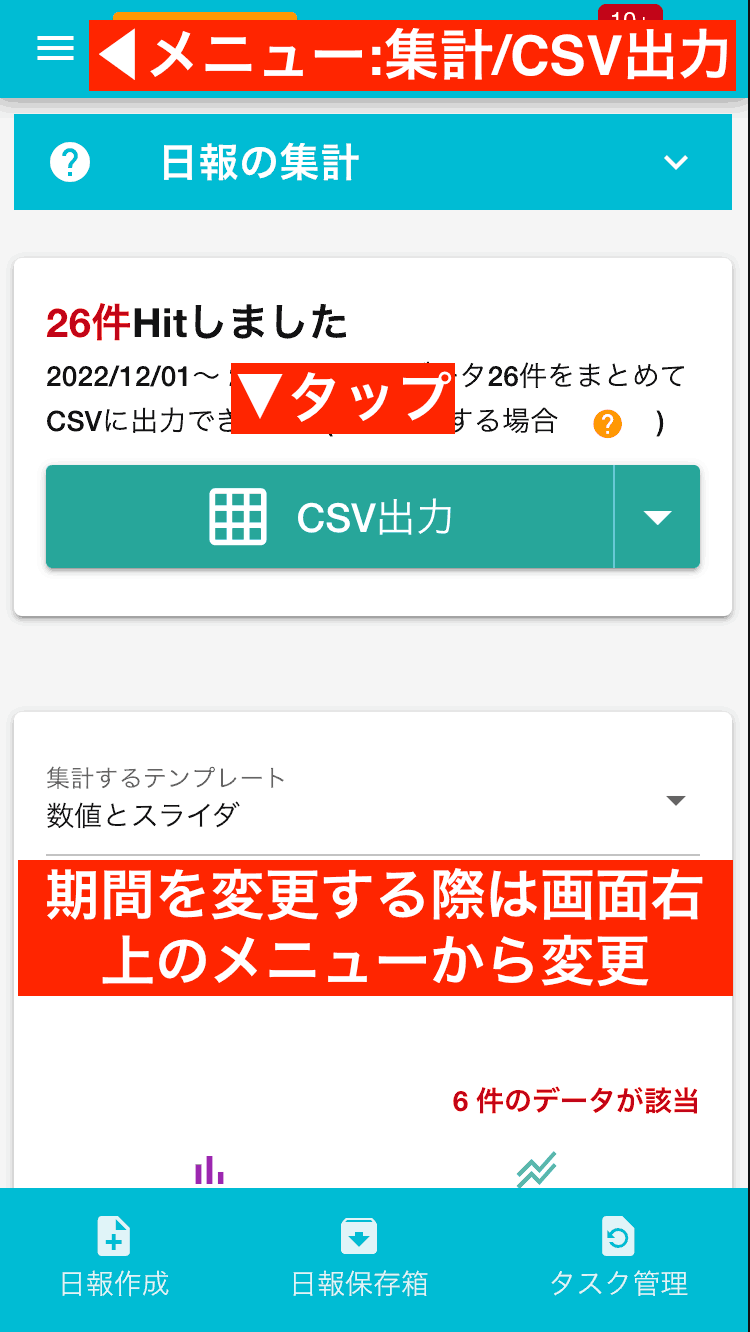 ◀メニュー:集計/CSV出力
日報の集計
26件Hitしました
2022/12/01〜 タ26件をまとめて
▼タップ
CSVに出力でき する場合 ? )
CSV出力
集計するテンプレート
数値とスライダ
期間を変更する際は画面右
上のメニューから変更
6 件のデータが該当
日報作成
日報保存箱
タスク管理